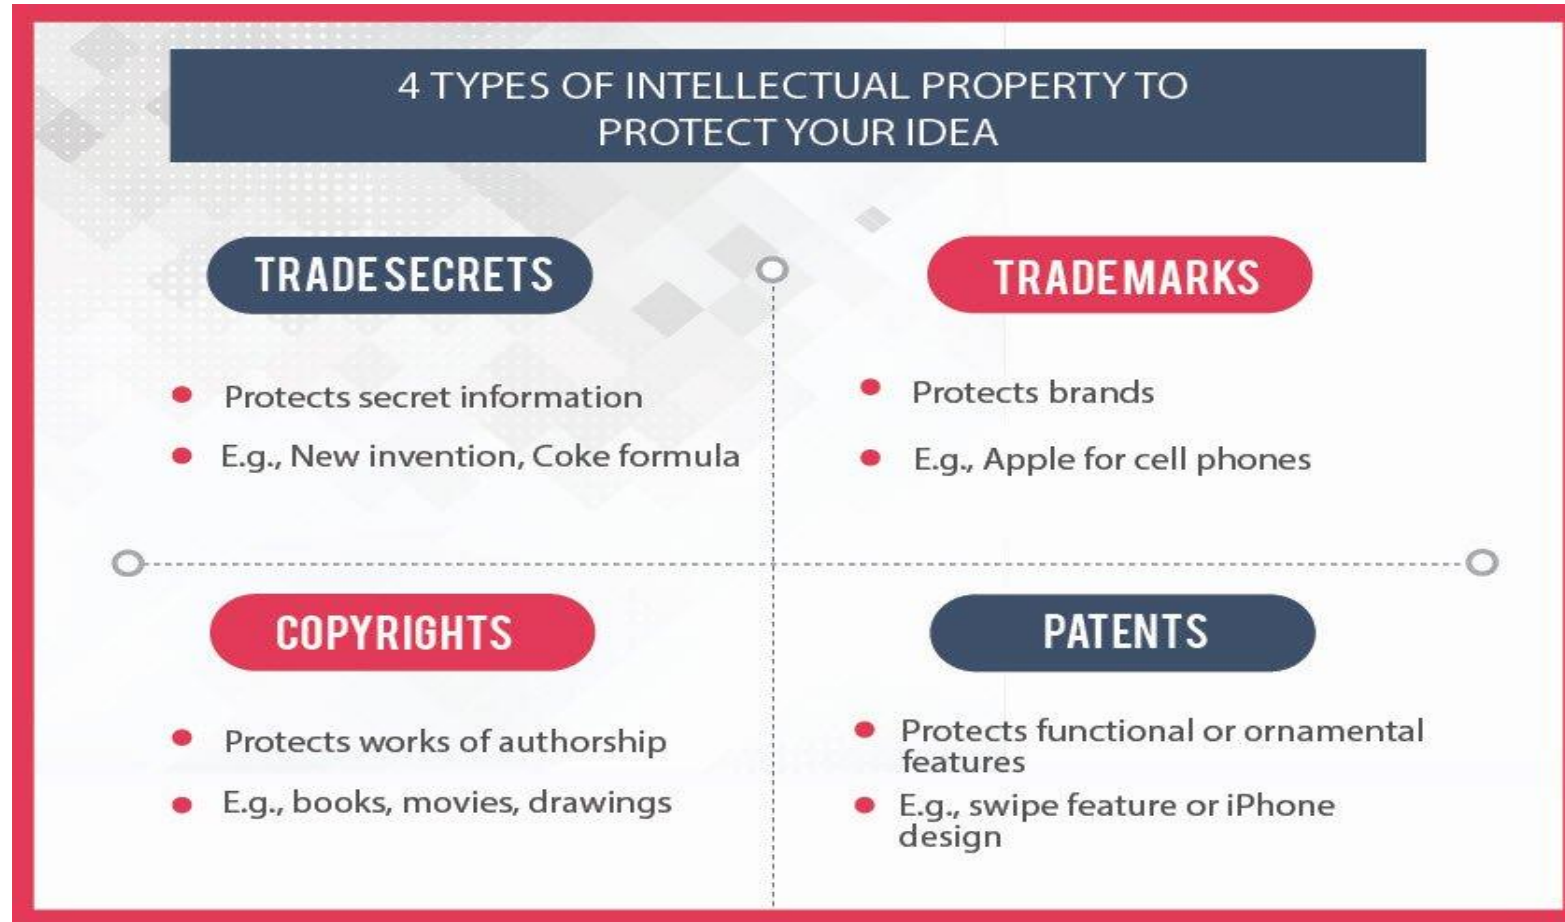 4 TYPES OF INTELLECTUAL PROPERTY TO
PROTECT YOUR IDEA
TRADE SECRETS
Protects secret information
E.g., New invention, Coke formula
TRADEMARKS
Protects brands
E.g., Apple for cell phones
COPYRIGHTS
Protects works of authorship
E.g., books, movies, drawings
PATENTS
Protects functional or ornamental
features
E.g., swipe feature or iPhone
design